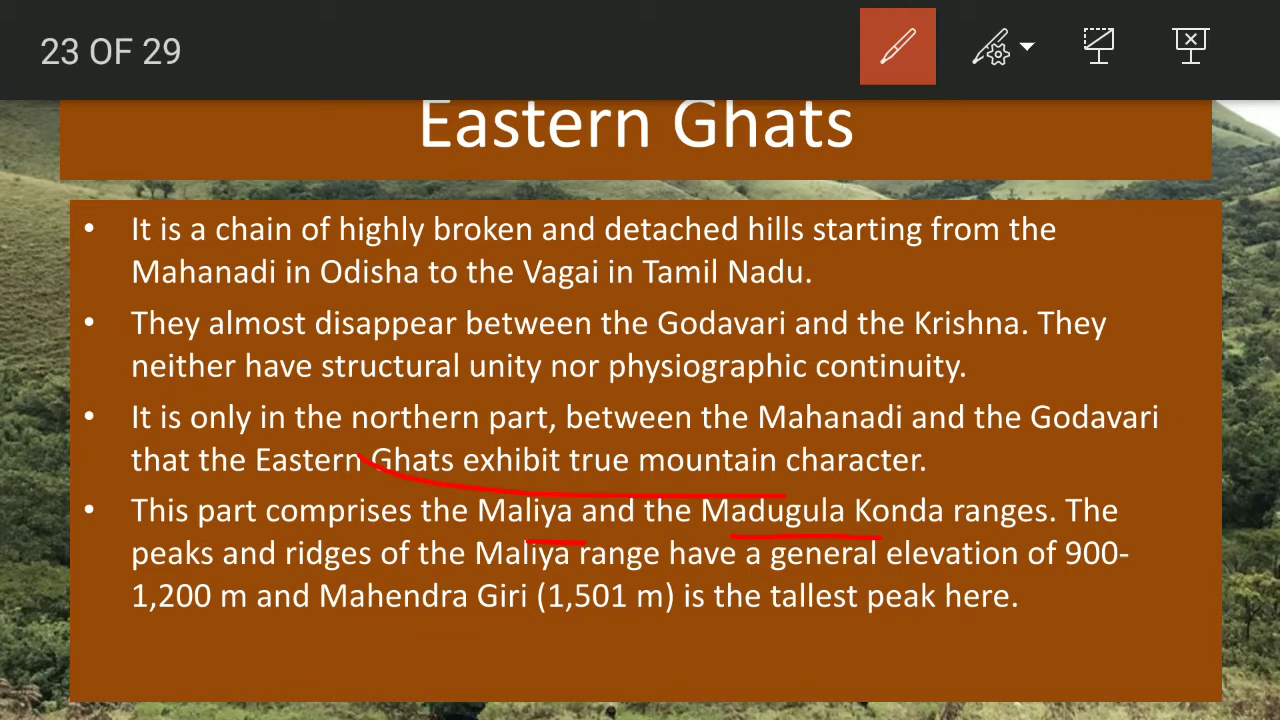 23 OF 29
Eastern Ghats
• It is a chain of highly broken and detached hills starting from the
Mahanadi in Odisha to the Vagai in Tamil Nadu.
• They almost disappear between the Godavari and the Krishna. They
neither have structural unity nor physiographic continuity.
• It is only in the northern part, between the Mahanadi and the Godavari
that the Eastern Ghats exhibit true mountain character.
• This part comprises the Maliya and the Madugula Konda ranges. The
peaks and ridges of the Maliya range have a general elevation of 900-
1,200 m and Mahendra Giri (1,501 m) is the tallest peak here.